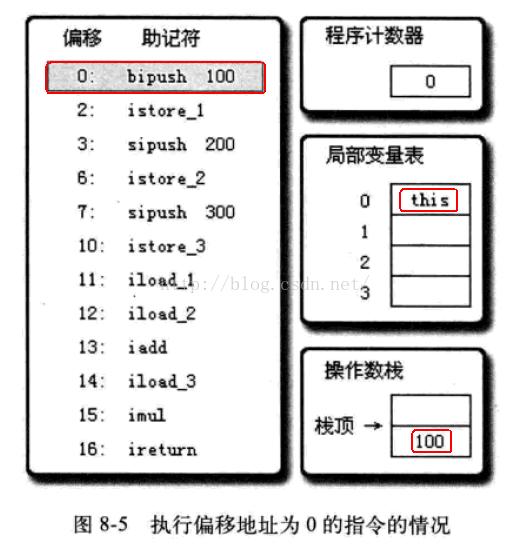 偏移 助记符
0: bipush 100
2: istore_1
3: sipush 200
6: istore_2
7: sipush 300
10: istore_3
11: iload_1
12: iload_2
13: iadd
14: iload_3
15: imul
16: ireturn
程序计数器
0
局部变量表
0 this
1
2
3
操作数栈
栈顶 →
100
http://blog.csdn.net/
图 8-5 执行偏移地址为 0 的指令的情况